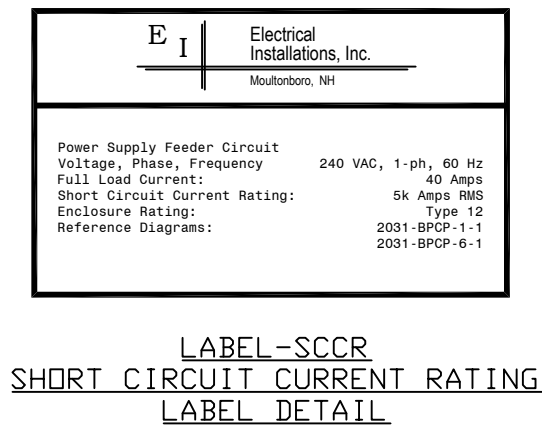 E I
Electrical
Installations, Inc.
Moultonboro, NH
Power Supply Feeder Circuit
Voltage, Phase, Frequency 240 VAC, 1-ph, 60 Hz
Full Load Current: 40 Amps
Short Circuit Current Rating: 5k Amps RMS
Enclosure Rating: Type 12
Reference Diagrams: 2031-BPCP-1-1
2031-BPCP-6-1
LABEL-SCCR
SHORT CIRCUIT CURRENT RATING
LABEL DETAIL